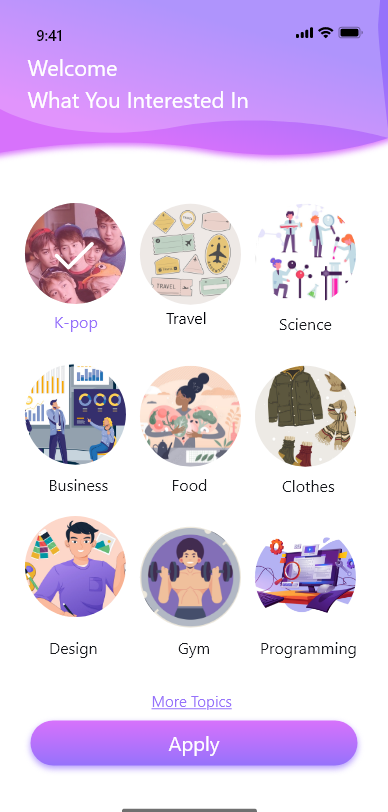 9:41
Welcome
What You Interested In
TRAVEL
K-pop
Travel
Science
Business
Food
Clothes
Design
Gym
Programming
More Topics
Apply